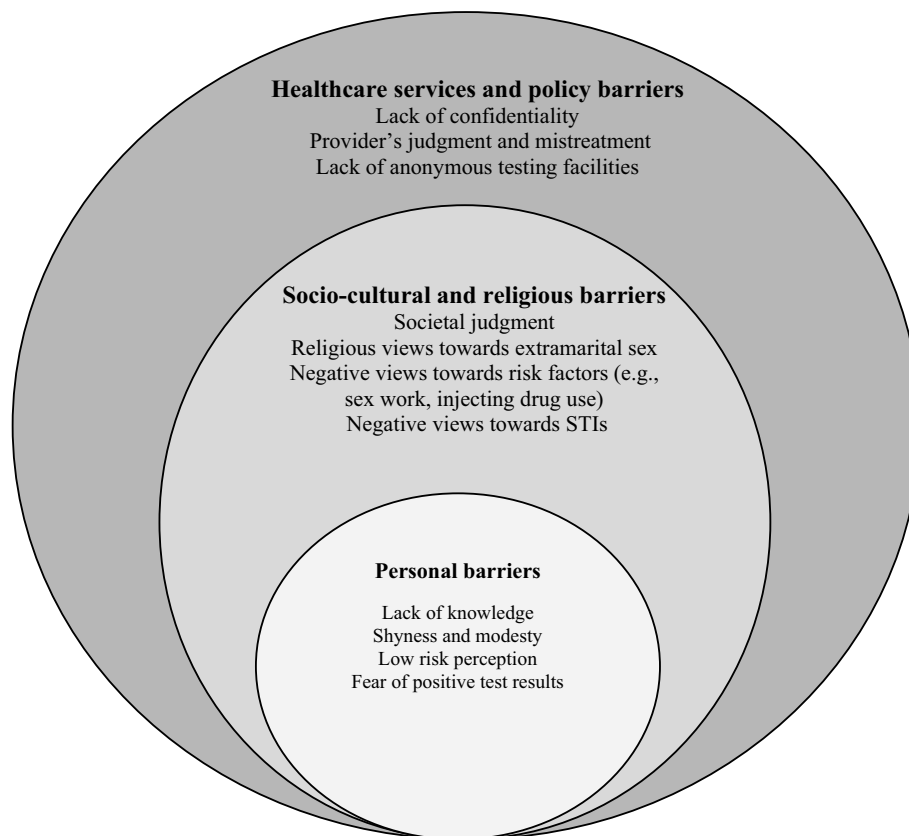 Healthcare services and policy barriers
Lack of confidentiality
Provider's judgment and mistreatment
Lack of anonymous testing facilities
Socio-cultural and religious barriers
Societal judgment
Religious views towards extramarital sex
Negative views towards risk factors (e.g.,
sex work, injecting drug use)
Negative views towards STIs
Personal barriers
Lack of knowledge
Shyness and modesty
Low risk perception
Fear of positive test results